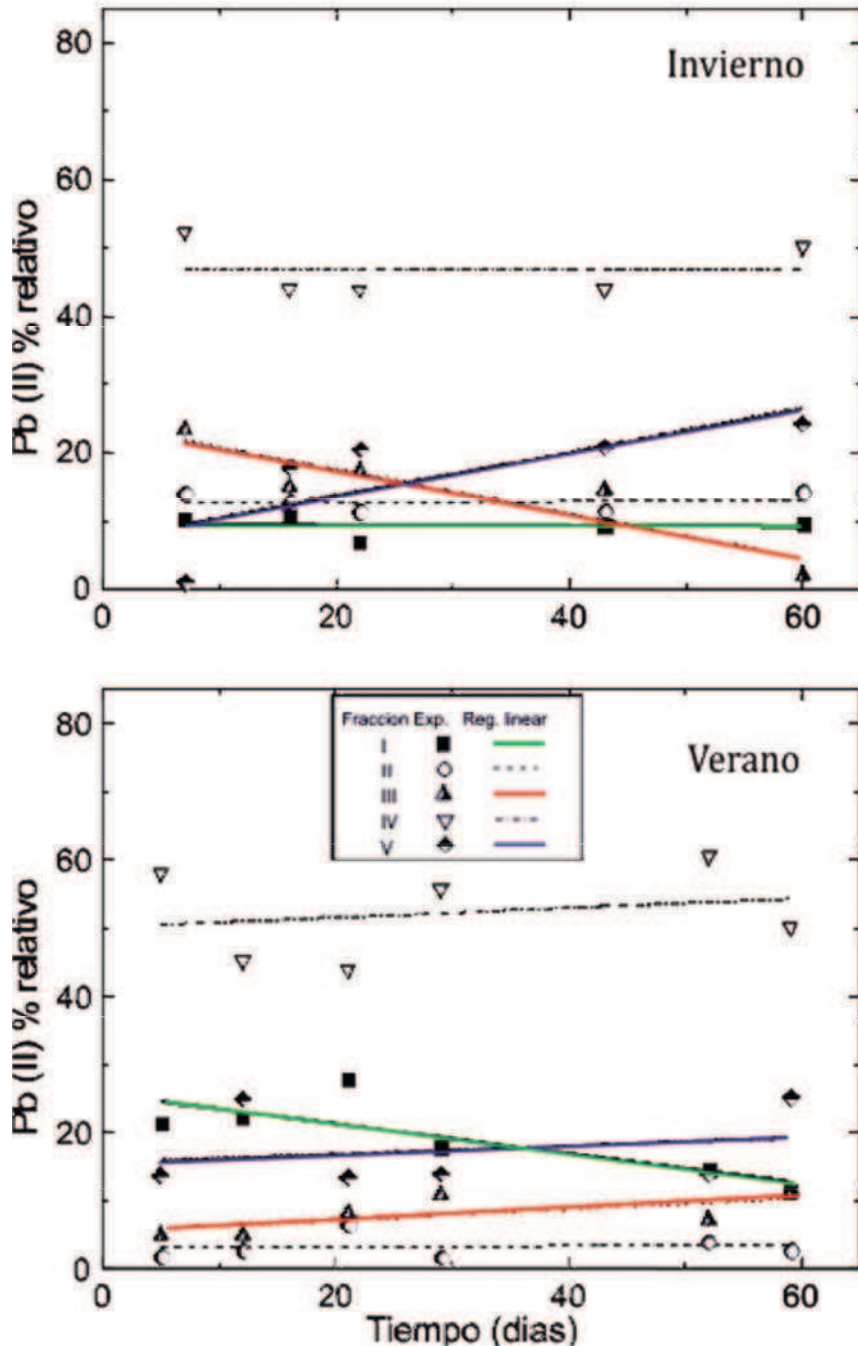 Invierno
Pb (II) % relativo
80
60
40
20
0
0 20 40 60
Verano
Fraccion Exp. Reg. linear
I
II
III
IV
V
Pb (II) % relativo
80
60
40
20
0
0 20 40 60
Tiempo (dias)